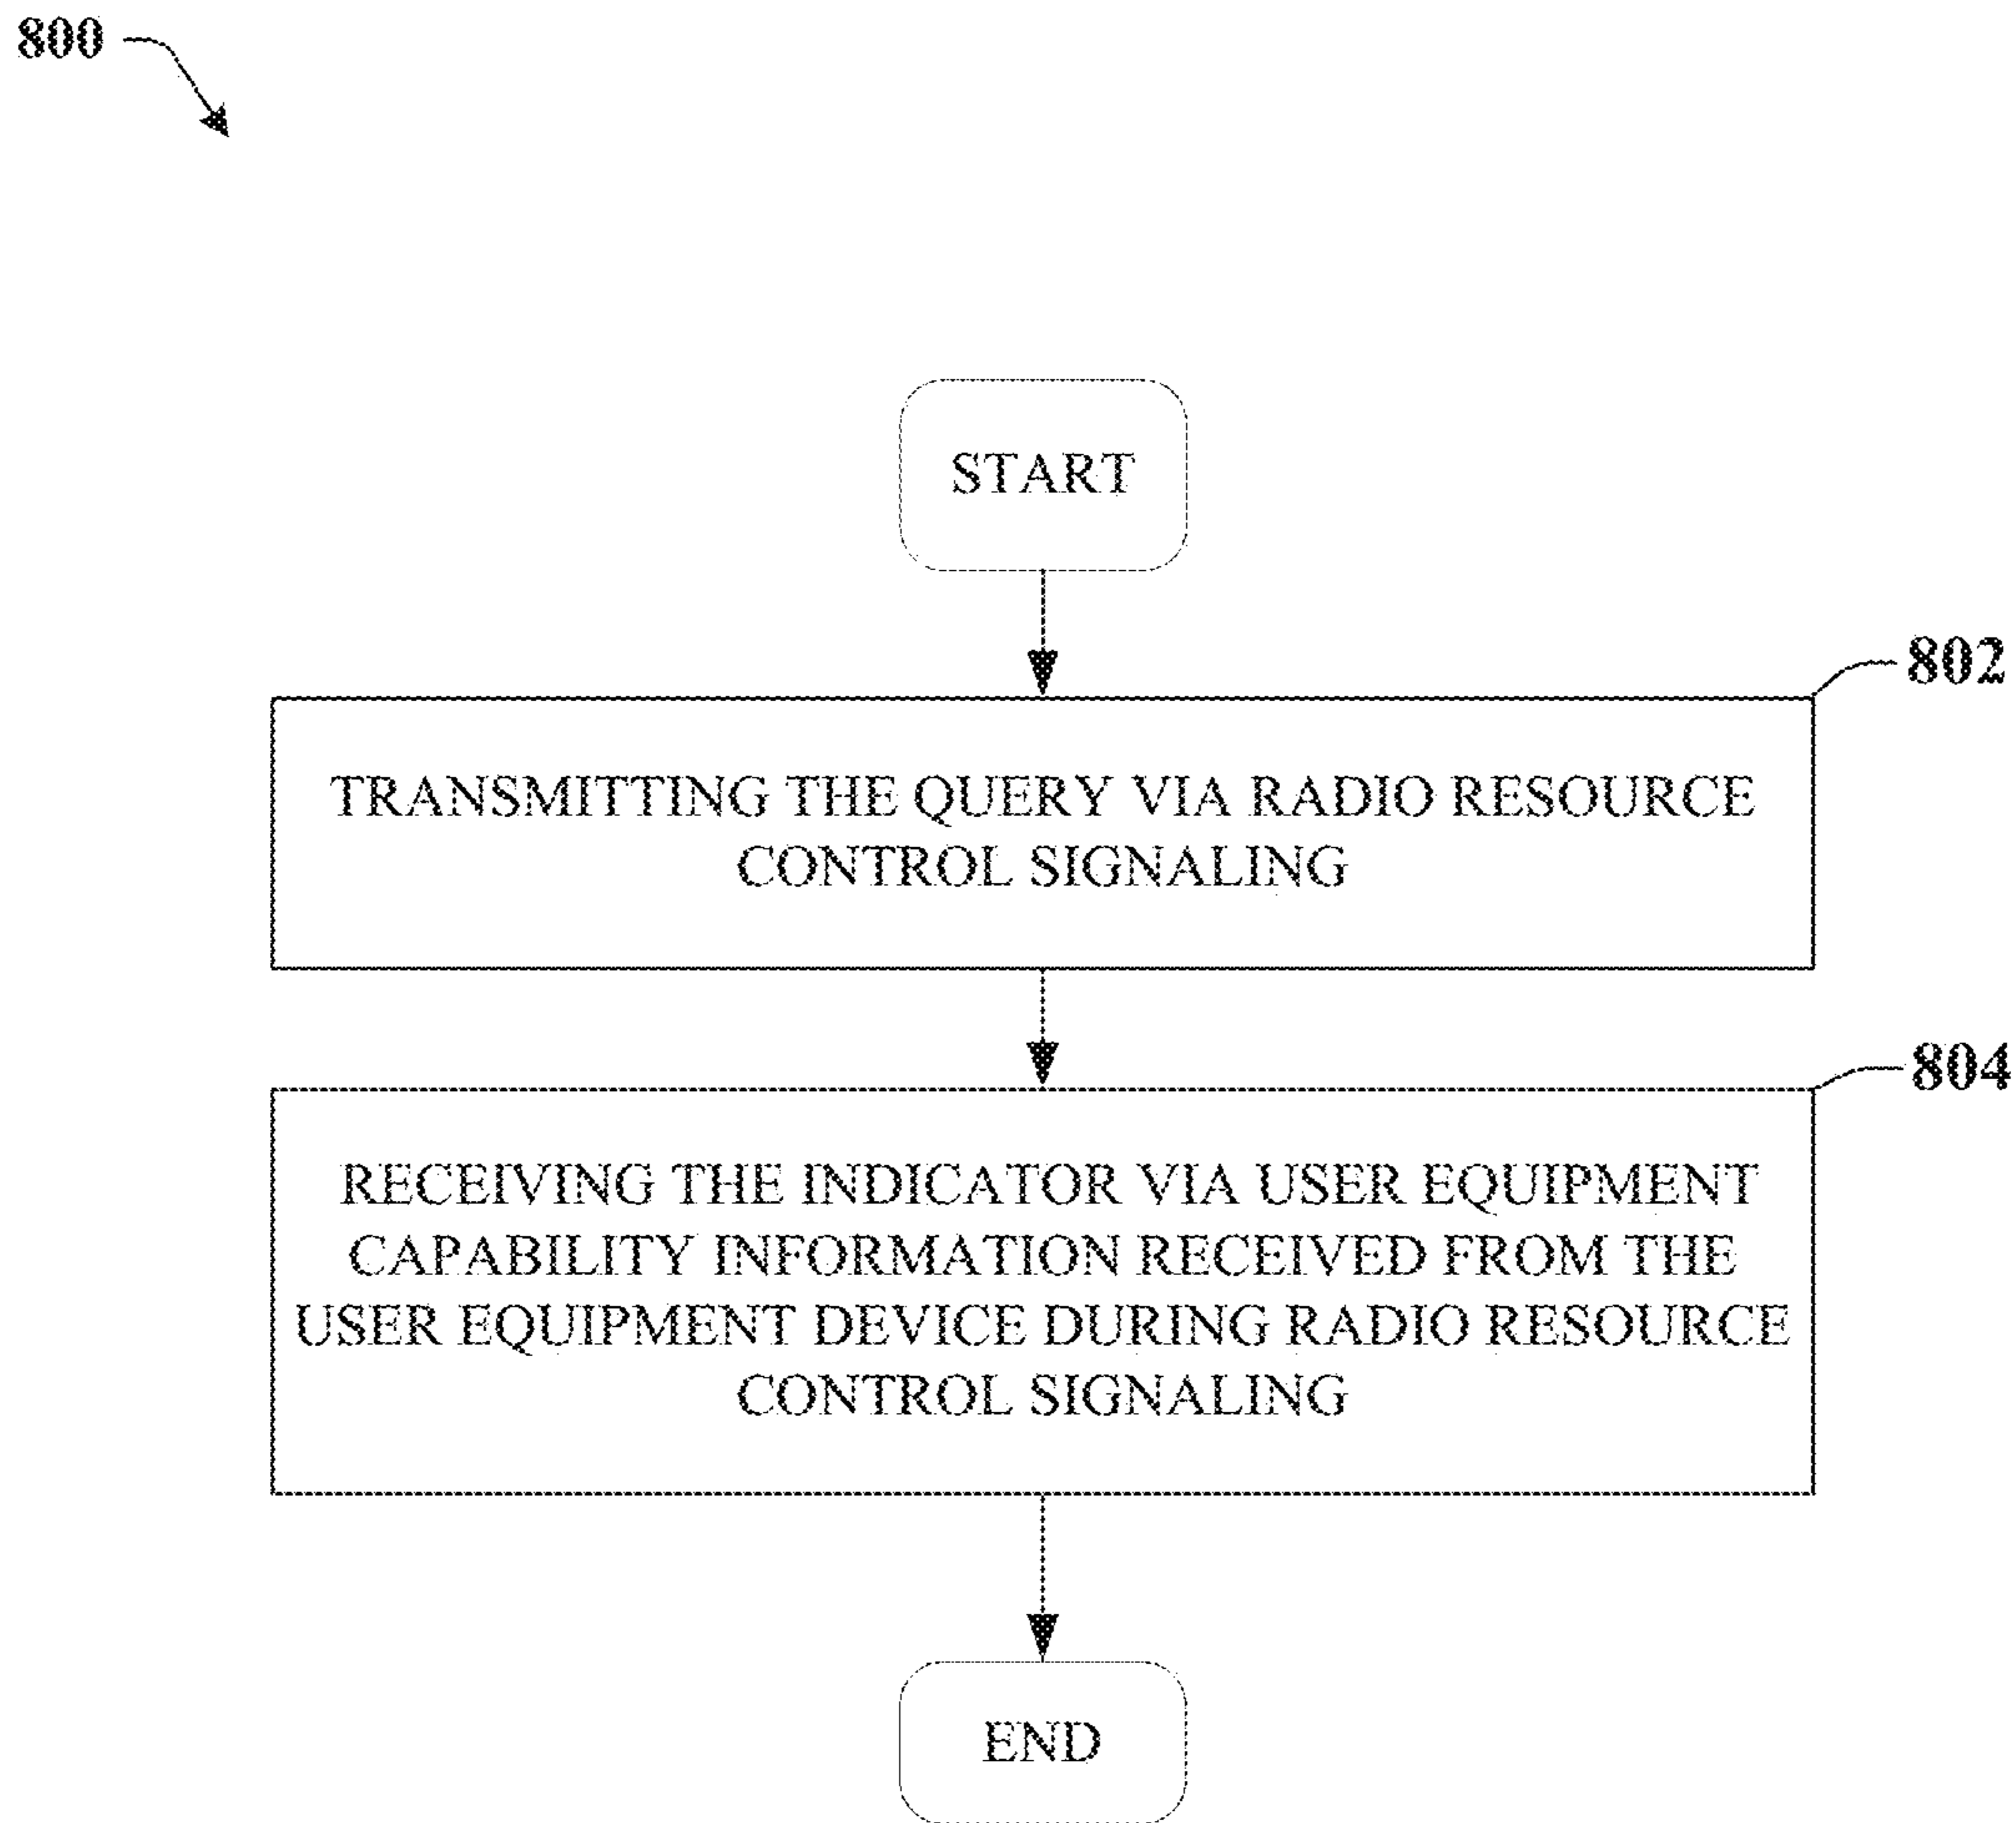 800
START
802
TRANSMITTING THE QUERY VIA RADIO RESOURCE
CONTROL SIGNALING
804
RECEIVING THE INDICATOR VIA USER EQUIPMENT
CAPABILITY INFORMATION RECEIVED FROM THE
USER EQUIPMENT DEVICE DURING RADIO RESOURCE
CONTROL SIGNALING
END